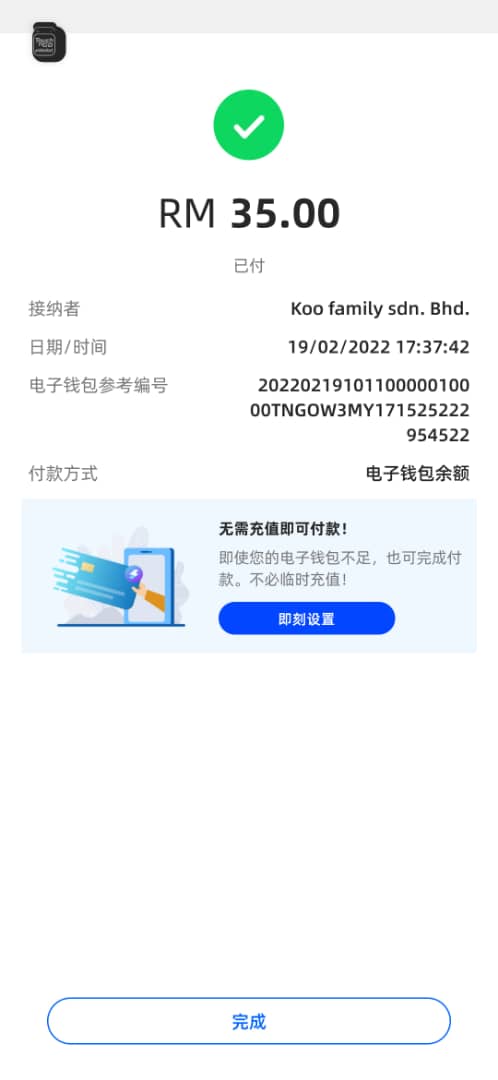 RM 35.00
已付
接纳者 Koo family sdn. Bhd.
日期/时间 19/02/2022 17:37:42
电子钱包参考编号 20220219101100000100
00TNGOW3MY171525222
954522
付款方式 电子钱包余额
无需充值即可付款！
即使您的电子钱包不足，也可完成付
款。不必临时充值！
即刻设置
完成